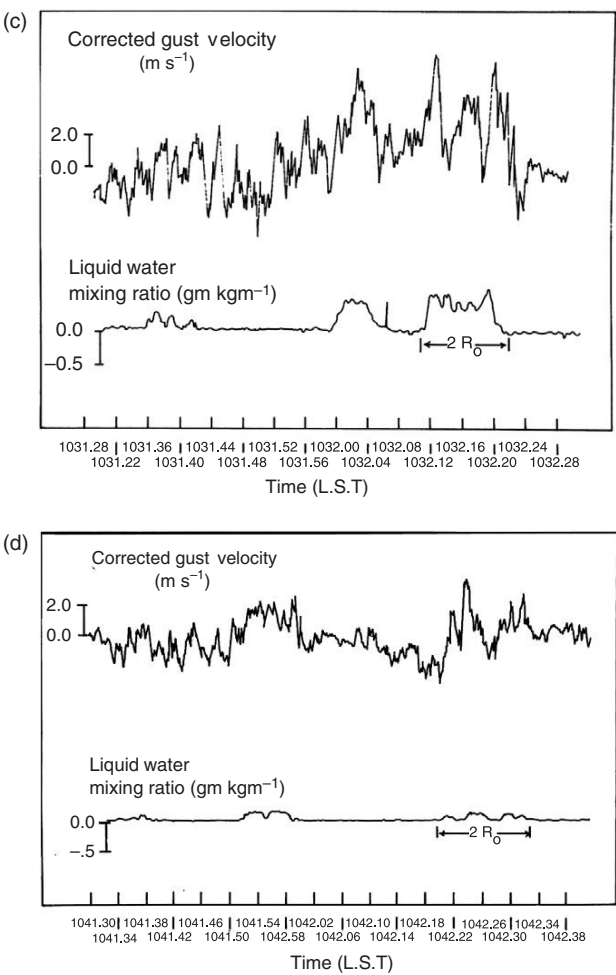 (c)
Corrected gust velocity
(m s⁻¹)
2.0
0.0
Liquid water
mixing ratio (gm kgm⁻¹)
0.0
−0.5
2 Rₒ
1031.28 1031.36 1031.44 1031.52 1032.00 1032.08 1032.16 1032.24
1031.22 1031.40 1031.48 1031.56 1032.04 1032.12 1032.20 1032.28
Time (L.S.T)
(d)
Corrected gust velocity
(m s⁻¹)
2.0
0.0
Liquid water
mixing ratio (gm kgm⁻¹)
0.0
−.5
2 Rₒ
1041.30 1041.38 1041.46 1041.54 1042.02 1042.10 1042.18 1042.26 1042.34
1041.34 1041.42 1041.50 1042.58 1042.06 1042.14 1042.22 1042.30 1042.38
Time (L.S.T)